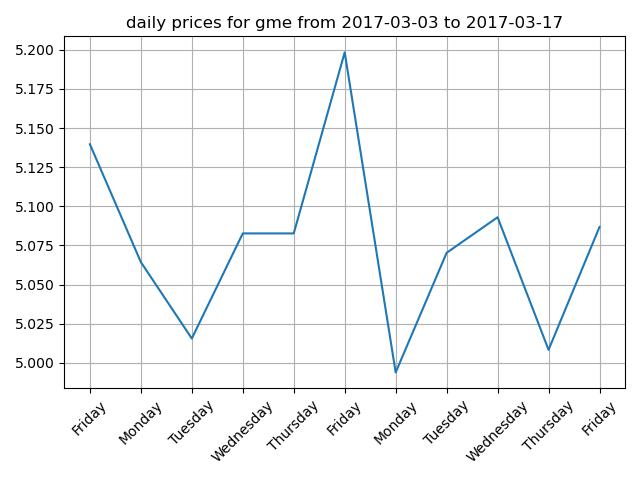 daily prices for gme from 2017-03-03 to 2017-03-17
5.200
5.175
5.150
5.125
5.100
5.075
5.050
5.025
5.000
Friday
Monday
Tuesday
Wednesday
Thursday
Friday
Monday
Tuesday
Wednesday
Thursday
Friday